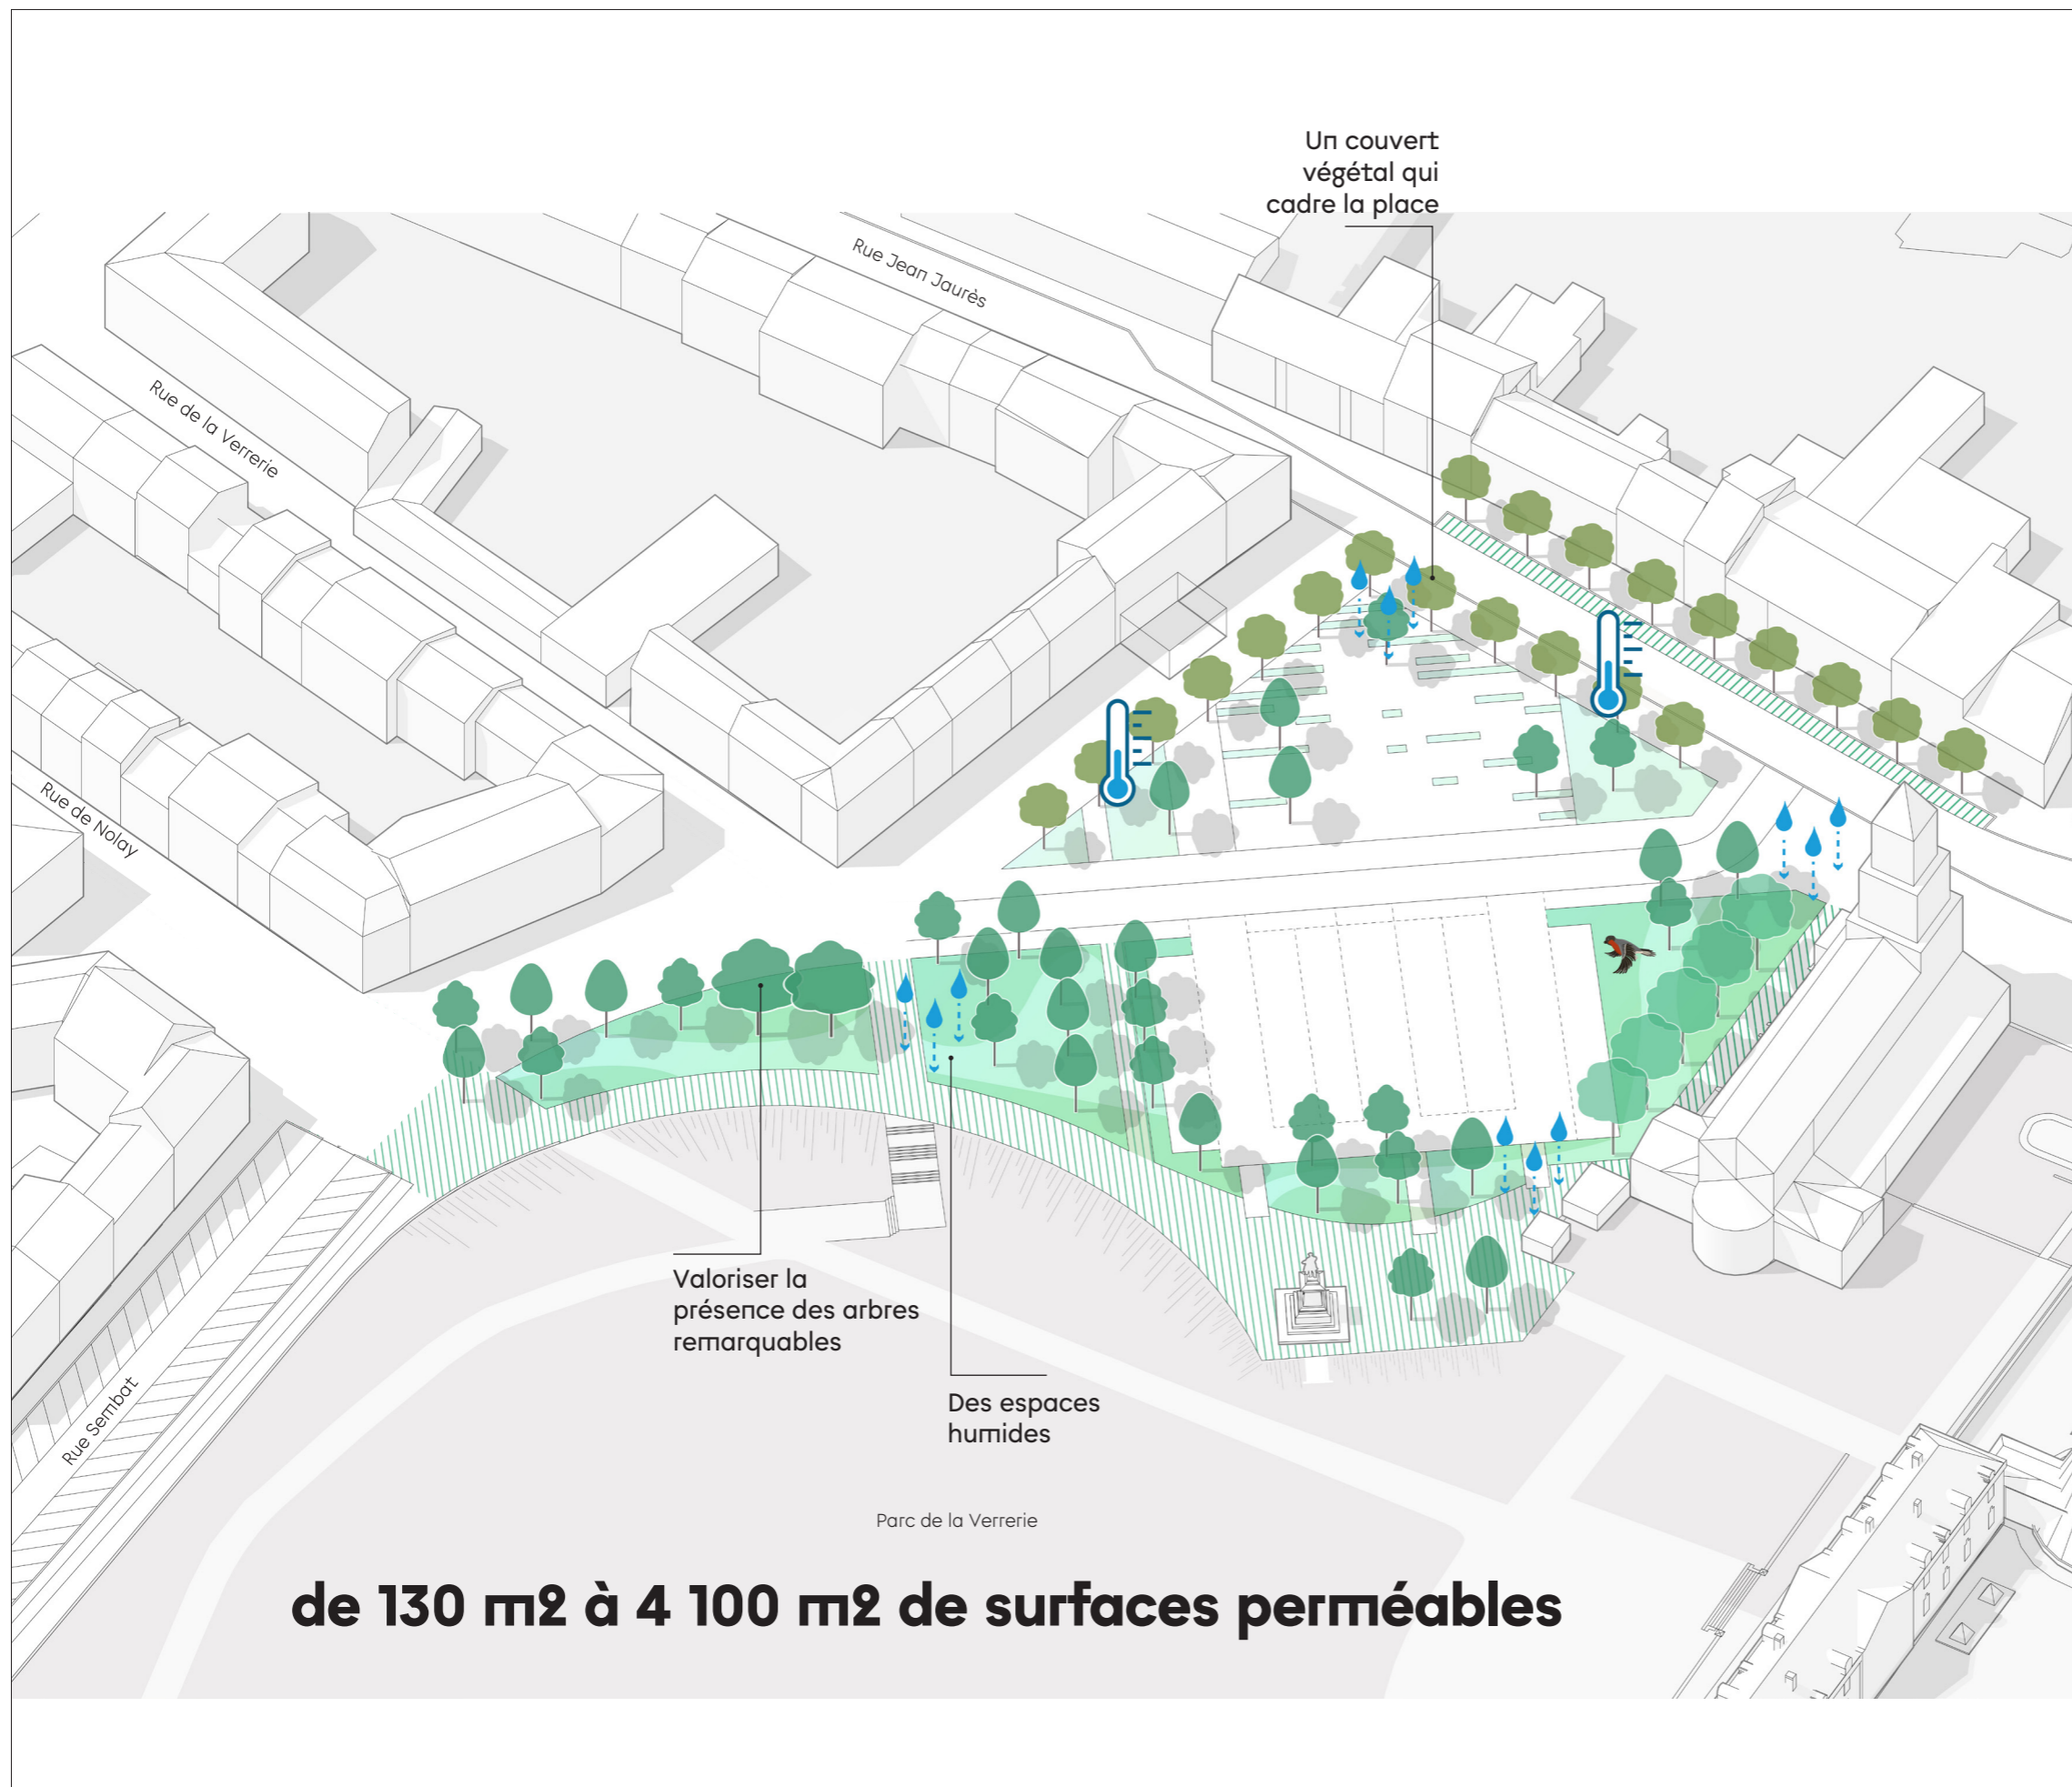 Un couvert
végétal qui
cadre la place
Rue Jean Jaurès
Rue de la Verrerie
Rue de Nolay
Valoriser la
présence des arbres
remarquables
Des espaces
humides
Rue Sembat
Parc de la Verrerie
de 130 m2 à 4 100 m2 de surfaces perméables